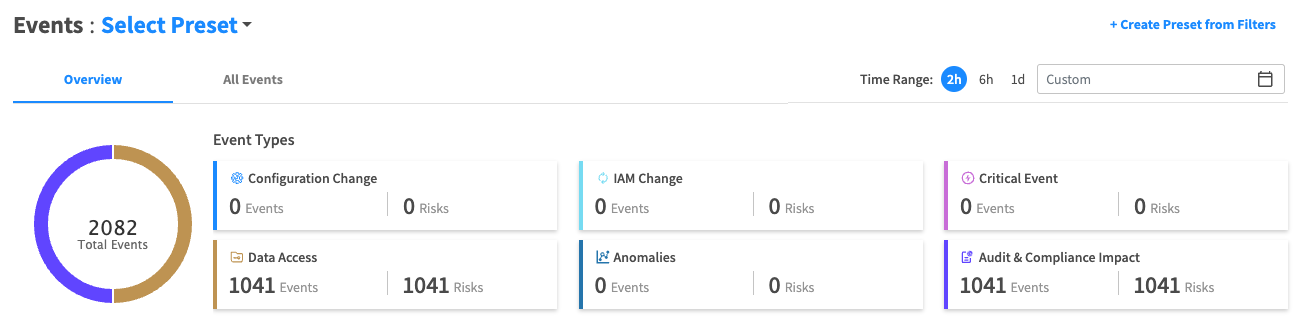 Events : Select Preset
+ Create Preset from Filters
Overview
All Events
Time Range: 2h 6h 1d Custom
2082
Total Events
Event Types
Configuration Change
0 Events 0 Risks
IAM Change
0 Events 0 Risks
Critical Event
0 Events 0 Risks
Data Access
1041 Events 1041 Risks
Anomalies
0 Events 0 Risks
Audit & Compliance Impact
1041 Events 1041 Risks